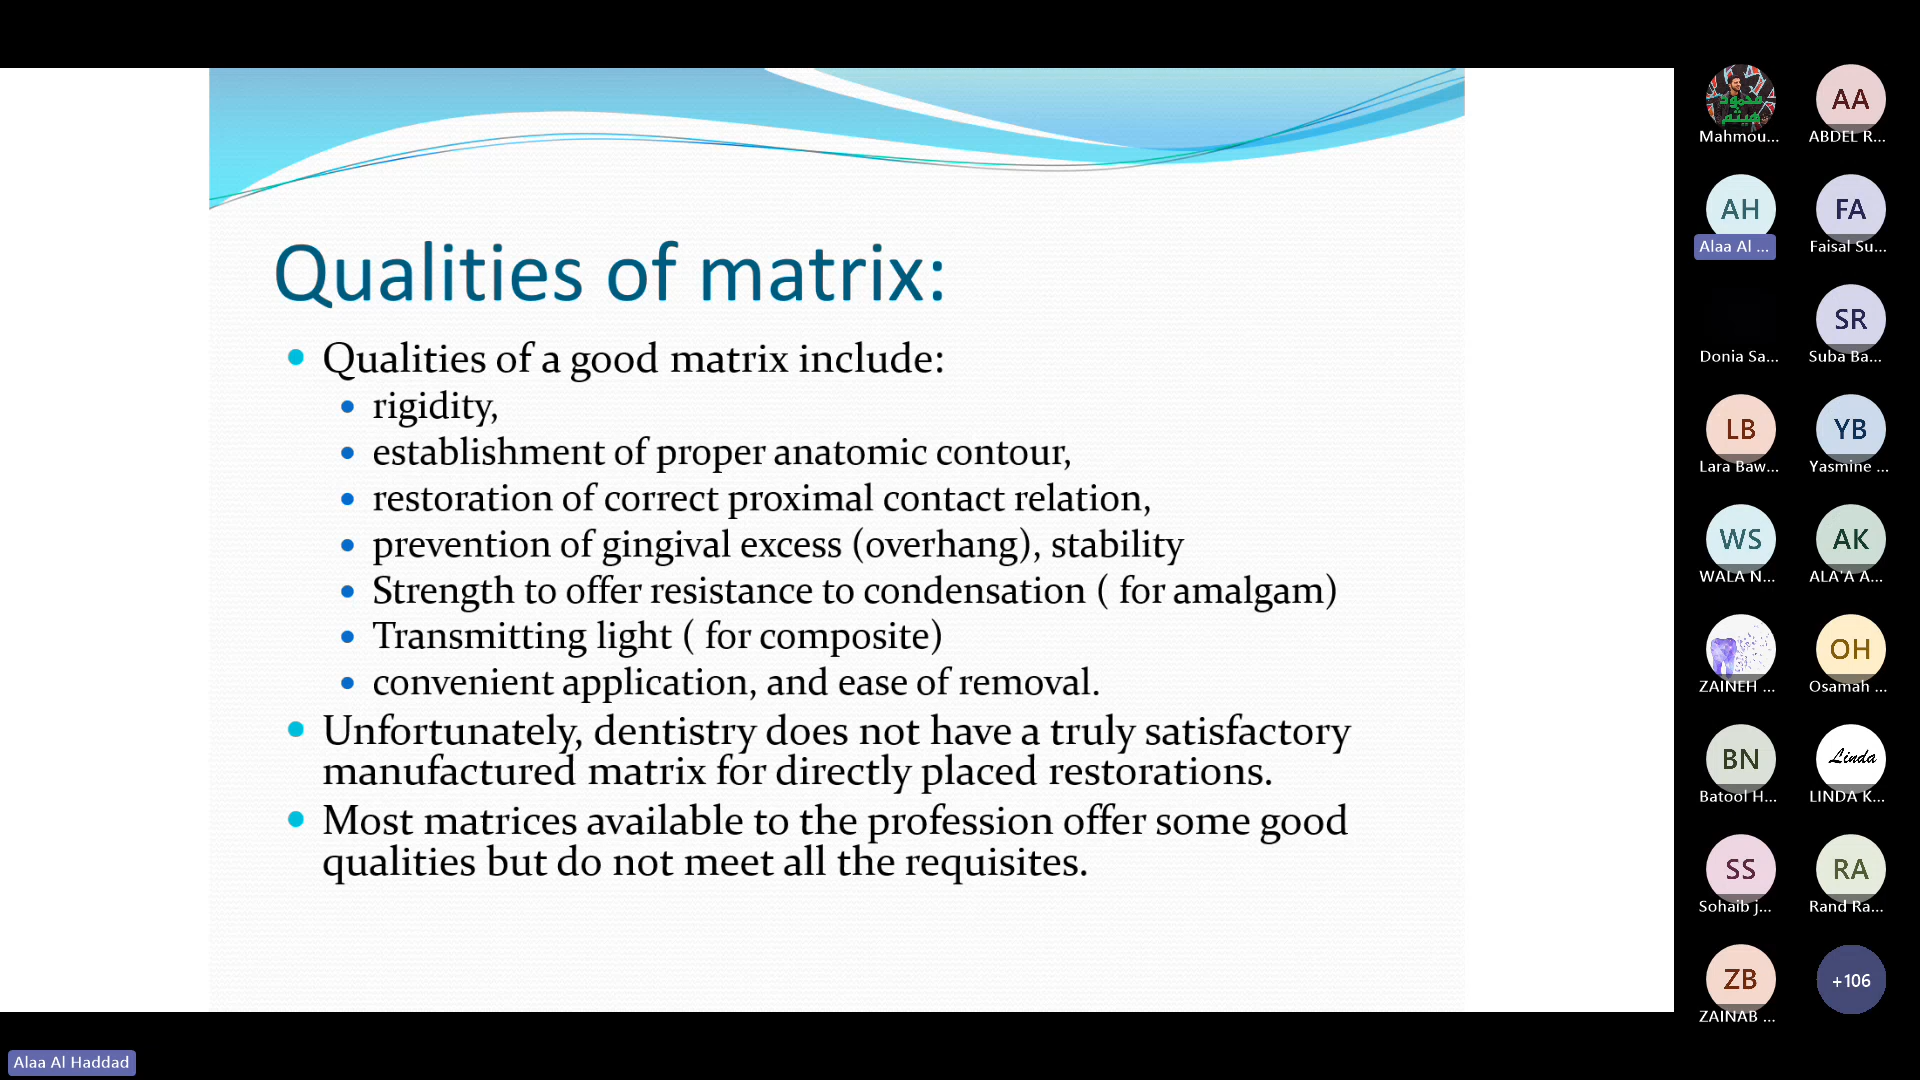 Qualities of matrix:
Qualities of a good matrix include:
rigidity,
establishment of proper anatomic contour,
restoration of correct proximal contact relation,
prevention of gingival excess (overhang), stability
Strength to offer resistance to condensation ( for amalgam)
Transmitting light ( for composite)
convenient application, and ease of removal.
Unfortunately, dentistry does not have a truly satisfactory
manufactured matrix for directly placed restorations.
Most matrices available to the profession offer some good
qualities but do not meet all the requisites.
محمود
هيثم
Mahmou...
AA
ABDEL R...
AH
Alaa Al ...
FA
Faisal Su...
Donia Sa...
SR
Suba Ba...
LB
Lara Baw...
YB
Yasmine ...
WS
WALA N...
AK
ALA'A A...
ZAINEH ...
OH
Osamah ...
BN
Batool H...
Linda
LINDA K...
SS
Sohaib j...
RA
Rand Ra...
ZB
ZAINAB ...
+106
Alaa Al Haddad